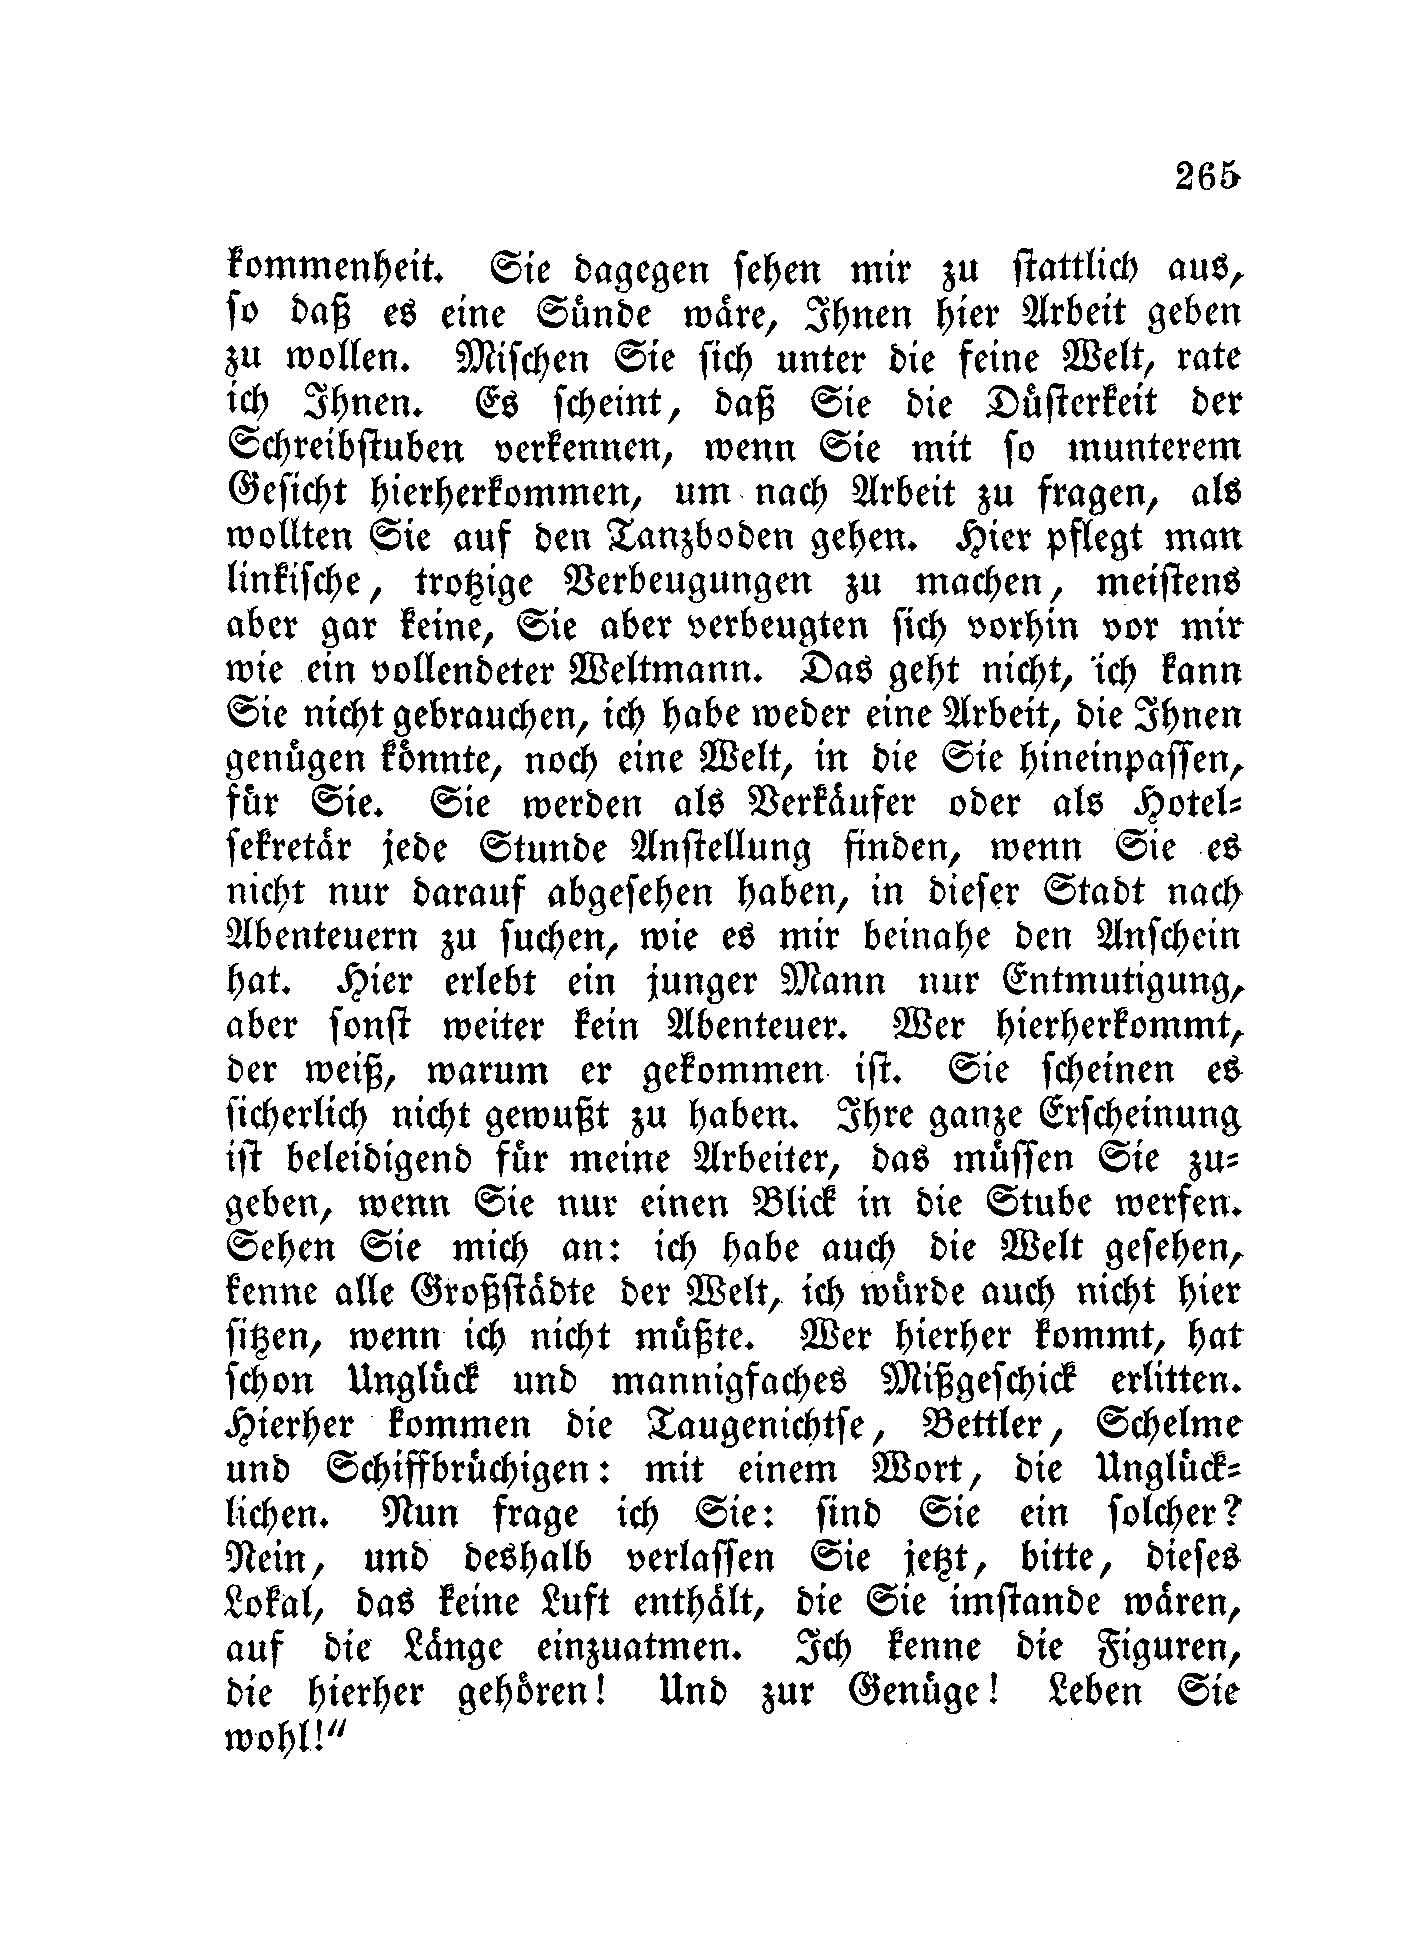 265
kommenheit. Sie dagegen sehen mir zu stattlich aus,
so daß es eine Sünde wäre, Ihnen hier Arbeit geben
zu wollen. Mischen Sie sich unter die feine Welt, rate
ich Ihnen. Es scheint, daß Sie die Düsterkeit der
Schreibstuben verkennen, wenn Sie mit so munterem
Gesicht hierherkommen, um nach Arbeit zu fragen, als
wollten Sie auf den Tanzboden gehen. Hier pflegt man
linkische, trotzige Verbeugungen zu machen, meistens
aber gar keine, Sie aber verbeugten sich vorhin vor mir
wie ein vollendeter Weltmann. Das geht nicht, ich kann
Sie nicht gebrauchen, ich habe weder eine Arbeit, die Ihnen
genügen könnte, noch eine Welt, in die Sie hineinpassen,
für Sie. Sie werden als Verkäufer oder als Hotel-
sekretär jede Stunde Anstellung finden, wenn Sie es
nicht nur darauf abgesehen haben, in dieser Stadt nach
Abenteuern zu suchen, wie es mir beinahe den Anschein
hat. Hier erlebt ein junger Mann nur Entmutigung,
aber sonst weiter kein Abenteuer. Wer hierherkommt,
der weiß, warum er gekommen ist. Sie scheinen es
sicherlich nicht gewußt zu haben. Ihre ganze Erscheinung
ist beleidigend für meine Arbeiter, das müssen Sie zu-
geben, wenn Sie nur einen Blick in die Stube werfen.
Sehen Sie mich an: ich habe auch die Welt gesehen,
kenne alle Großstädte der Welt, ich würde auch nicht hier
sitzen, wenn ich nicht müßte. Wer hierher kommt, hat
schon Unglück und mannigfaches Mißgeschick erlitten.
Hierher kommen die Taugenichtse, Bettler, Schelme
und Schiffbrüchigen: mit einem Wort, die Unglück-
lichen. Nun frage ich Sie: sind Sie ein solcher?
Nein, und deshalb verlassen Sie jetzt, bitte, dieses
Lokal, das keine Luft enthält, die Sie imstande wären,
auf die Länge einzuatmen. Ich kenne die Figuren,
die hierher gehören! Und zur Genüge! Leben Sie
wohl!“